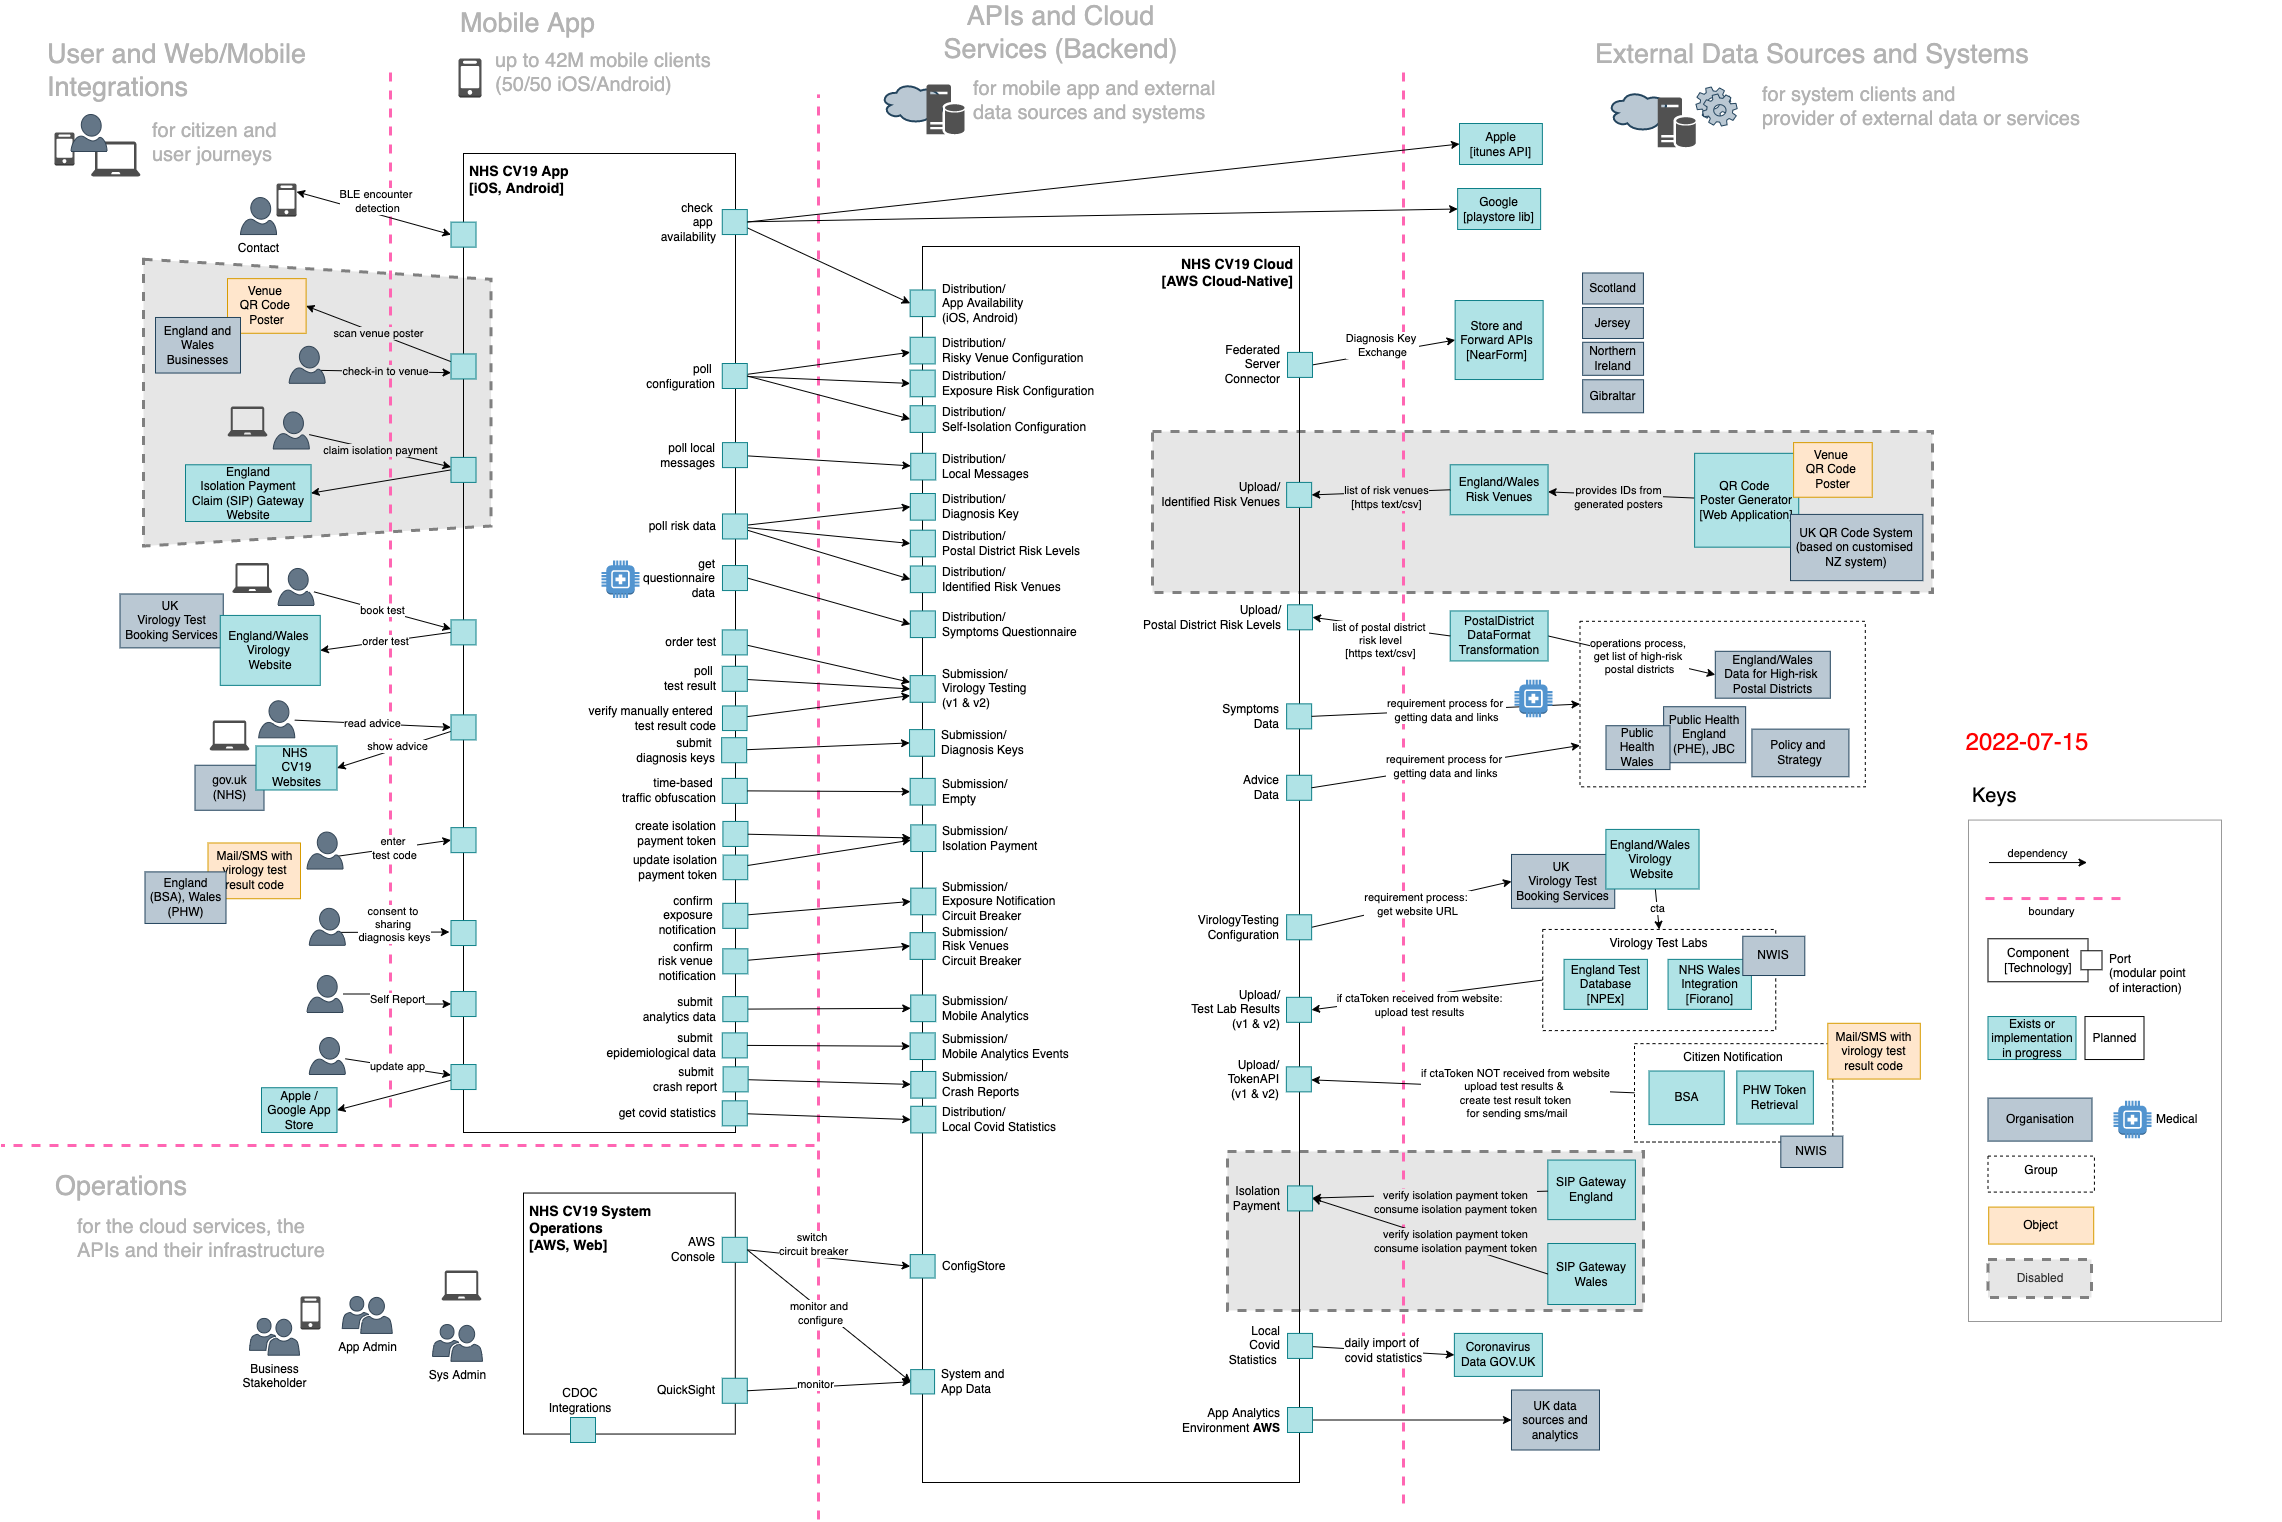 User and Web/Mobile
Integrations
for citizen and
user journeys
Mobile App
up to 42M mobile clients
(50/50 iOS/Android)
APIs and Cloud
Services (Backend)
for mobile app and external
data sources and systems
External Data Sources and Systems
for system clients and
provider of external data or services
Contact
BLE encounter
detection
Venue
QR Code
Poster
England and
Wales
Businesses
scan venue poster
check-in to venue
claim isolation payment
England
Isolation Payment
Claim (SIP) Gateway
Website
UK
Virology Test
Booking Services
England/Wales
Virology
Website
book test
order test
read advice
show advice
NHS
CV19
Websites
gov.uk
(NHS)
enter
test code
Mail/SMS with
virology test
result code
England
(BSA), Wales
(PHW)
consent to
sharing
diagnosis keys
Self Report
update app
Apple /
Google App
Store
NHS CV19 App
[iOS, Android]
check
app
availability
poll
configuration
poll local
messages
poll risk data
get
questionnaire
data
order test
poll
test result
verify manually entered
test result code
submit
diagnosis keys
time-based
traffic obfuscation
create isolation
payment token
update isolation
payment token
confirm
exposure
notification
confirm
risk venue
notification
submit
analytics data
submit
epidemiological data
submit
crash report
get covid statistics
NHS CV19 Cloud
[AWS Cloud-Native]
Distribution/
App Availability
(iOS, Android)
Distribution/
Risky Venue Configuration
Distribution/
Exposure Risk Configuration
Distribution/
Self-Isolation Configuration
Distribution/
Local Messages
Distribution/
Diagnosis Key
Distribution/
Postal District Risk Levels
Distribution/
Identified Risk Venues
Distribution/
Symptoms Questionnaire
Submission/
Virology Testing
(v1 & v2)
Submission/
Diagnosis Keys
Submission/
Empty
Submission/
Isolation Payment
Submission/
Exposure Notification
Circuit Breaker
Submission/
Risk Venues
Circuit Breaker
Submission/
Mobile Analytics
Submission/
Mobile Analytics Events
Submission/
Crash Reports
Distribution/
Local Covid Statistics
ConfigStore
System and
App Data
Federated
Server
Connector
Upload/
Identified Risk Venues
Upload/
Postal District Risk Levels
Symptoms
Data
Advice
Data
VirologyTesting
Configuration
Upload/
Test Lab Results
(v1 & v2)
Upload/
TokenAPI
(v1 & v2)
Isolation
Payment
Local
Covid
Statistics
App Analytics
Environment AWS
Apple
[itunes API]
Google
[playstore lib]
Diagnosis Key
Exchange
Store and
Forward APIs
[NearForm]
Scotland
Jersey
Northern
Ireland
Gibraltar
list of risk venues
[https text/csv]
England/Wales
Risk Venues
provides IDs from
generated posters
QR Code
Poster Generator
[Web Application]
Venue
QR Code
Poster
UK QR Code System
(based on customised
NZ system)
list of postal district
risk level
[https text/csv]
PostalDistrict
DataFormat
Transformation
operations process,
get list of high-risk
postal districts
England/Wales
Data for High-risk
Postal Districts
requirement process for
getting data and links
requirement process for
getting data and links
Public
Health
Wales
Public Health
England
(PHE), JBC
Policy and
Strategy
requirement process:
get website URL
UK
Virology Test
Booking Services
England/Wales
Virology
Website
cta
Virology Test Labs
England Test
Database
[NPEx]
NHS Wales
Integration
[Fiorano]
NWIS
if ctaToken received from website:
upload test results
if ctaToken NOT received from website
upload test results &
create test result token
for sending sms/mail
Citizen Notification
BSA
PHW Token
Retrieval
Mail/SMS with
virology test
result code
NWIS
verify isolation payment token
consume isolation payment token
SIP Gateway
England
verify isolation payment token
consume isolation payment token
SIP Gateway
Wales
daily import of
covid statistics
Coronavirus
Data GOV.UK
UK data
sources and
analytics
2022-07-15
Keys
dependency
boundary
Component
[Technology]
Port
(modular point
of interaction)
Exists or
implementation
in progress
Planned
Organisation
Medical
Group
Object
Disabled
Operations
for the cloud services, the
APIs and their infrastructure
Business
Stakeholder
App Admin
Sys Admin
NHS CV19 System
Operations
[AWS, Web]
AWS
Console
QuickSight
CDOC
Integrations
switch
circuit breaker
monitor and
configure
monitor